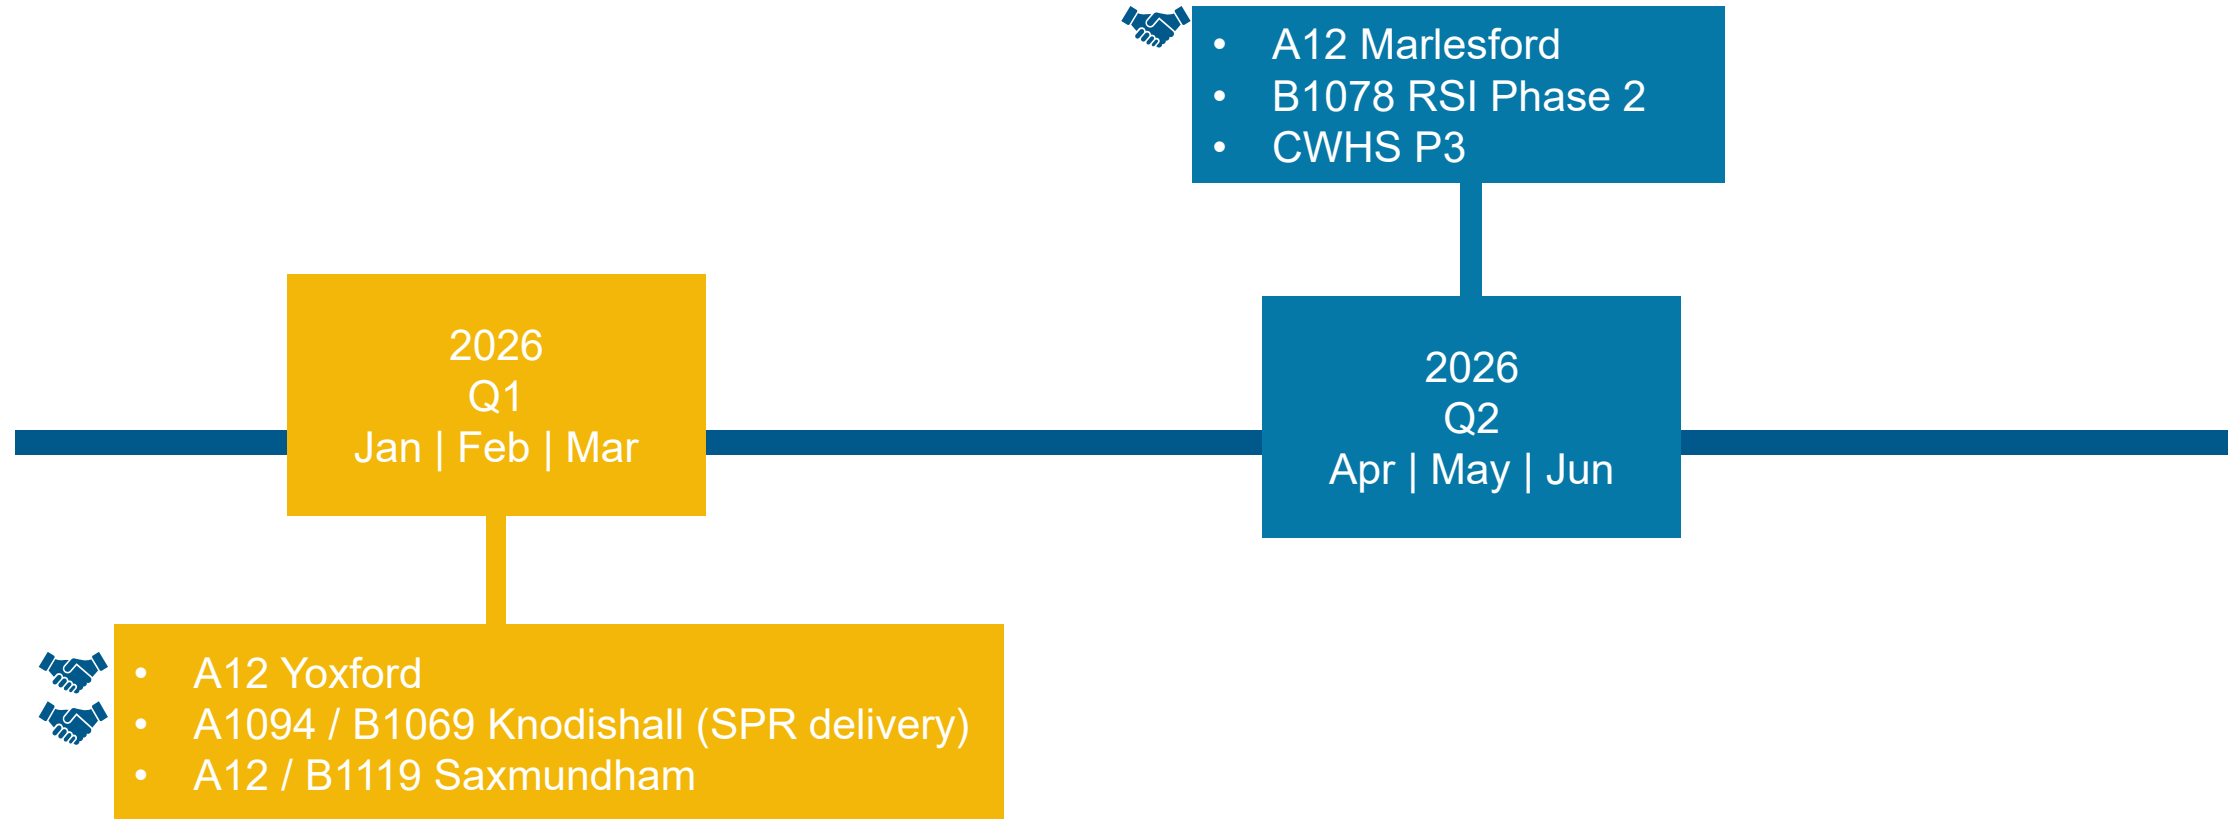 • A12 Marlesford
• B1078 RSI Phase 2
• CWHS P3
2026
Q1
Jan | Feb | Mar
2026
Q2
Apr | May | Jun
• A12 Yoxford
• A1094 / B1069 Knodishall (SPR delivery)
• A12 / B1119 Saxmundham